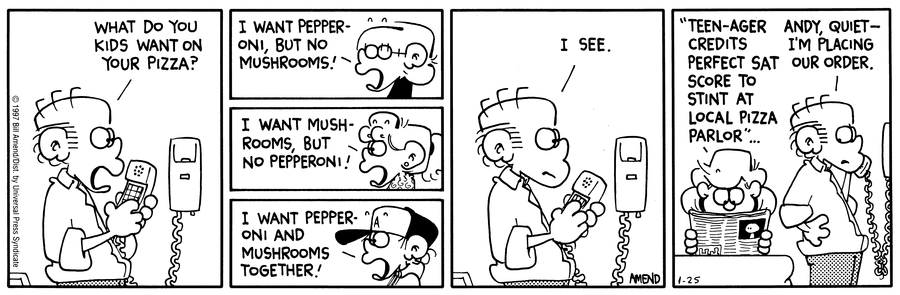 WHAT DO YOU
KIDS WANT ON
YOUR PIZZA?
© 1997 Bill Amend/Dist. by Universal Press Syndicate
I WANT PEPPER-
ONI, BUT NO
MUSHROOMS!
I WANT MUSH-
ROOMS, BUT
NO PEPPERONI!
I WANT PEPPER-
ONI AND
MUSHROOMS
TOGETHER!
A
I SEE.
AMEND
"TEEN-AGER
CREDITS
PERFECT SAT
SCORE TO
STINT AT
LOCAL PIZZA
PARLOR"...
ANDY, QUIET—
I'M PLACING
OUR ORDER.
1-25